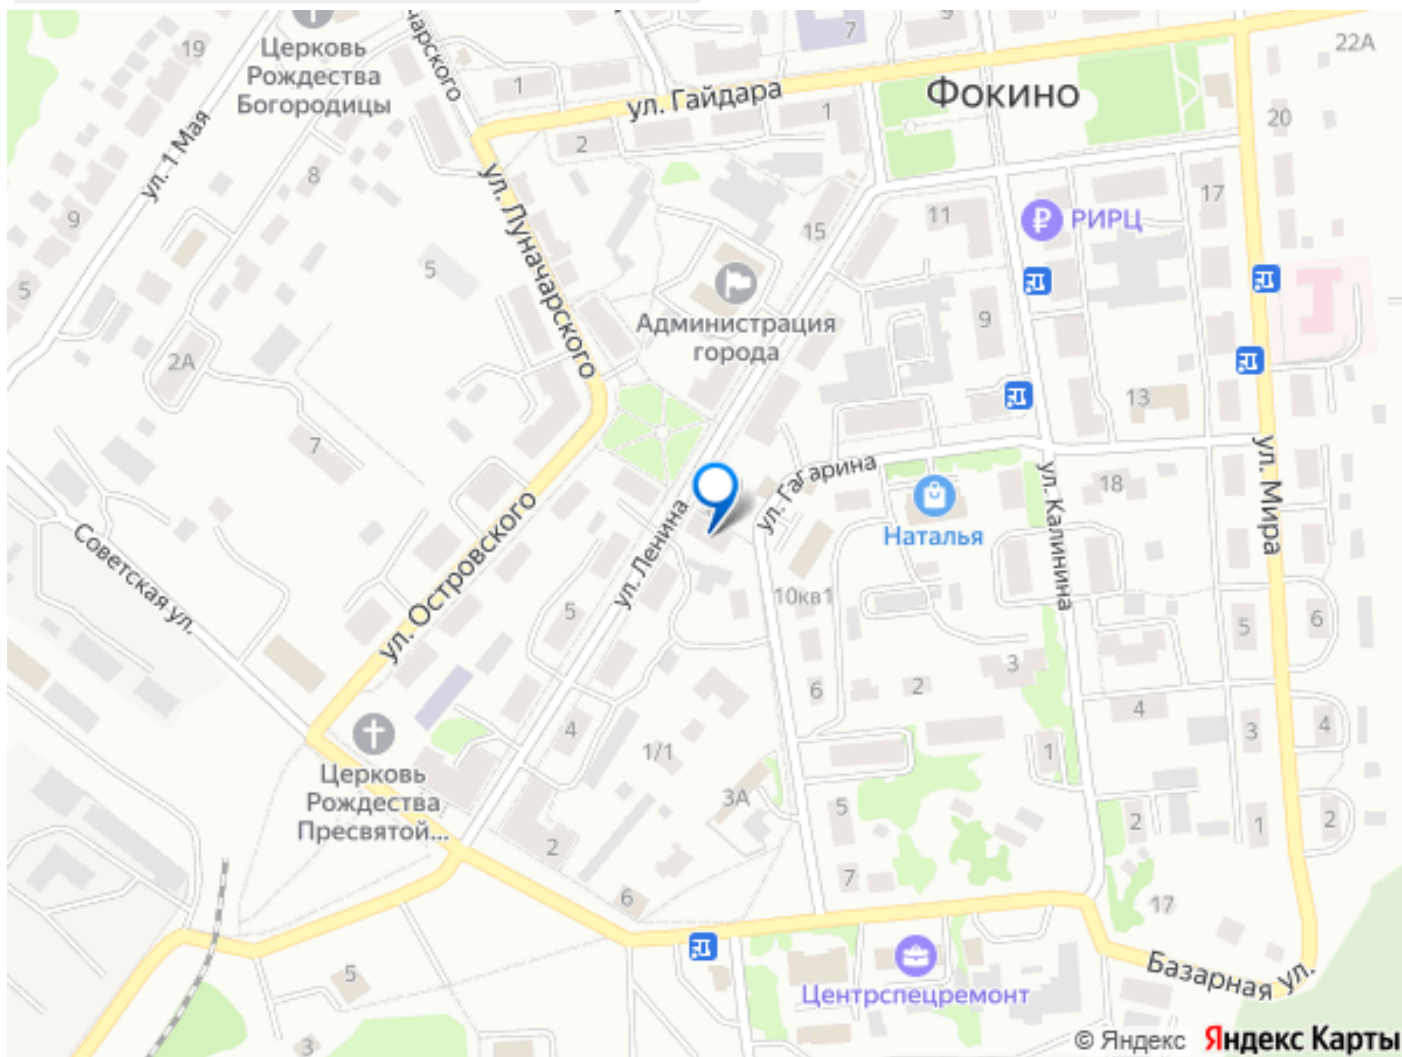 19
Церковь
Рождества
Богородицы
чарского
1
7
9
22А
ул. Гайдара
Фокино
1
2
20
ул. 1 Мая
8
ул. Луначарского
17
9
15
11
РИРЦ
5
5
Администрация
города
9
2А
13
7
ул. Гагарина
ул. Мира
18
ул. Островского
ул. Ленина
Наталья
ул. Калинина
Советская ул.
10кв1
5
5
6
3
6
2
4
4
3
4
1/1
1
Церковь
Рождества
Пресвятой...
3А
5
2
1
2
2
7
6
17
5
Базарная ул.
Центрспецремонт
3
© Яндекс Яндекс Карты